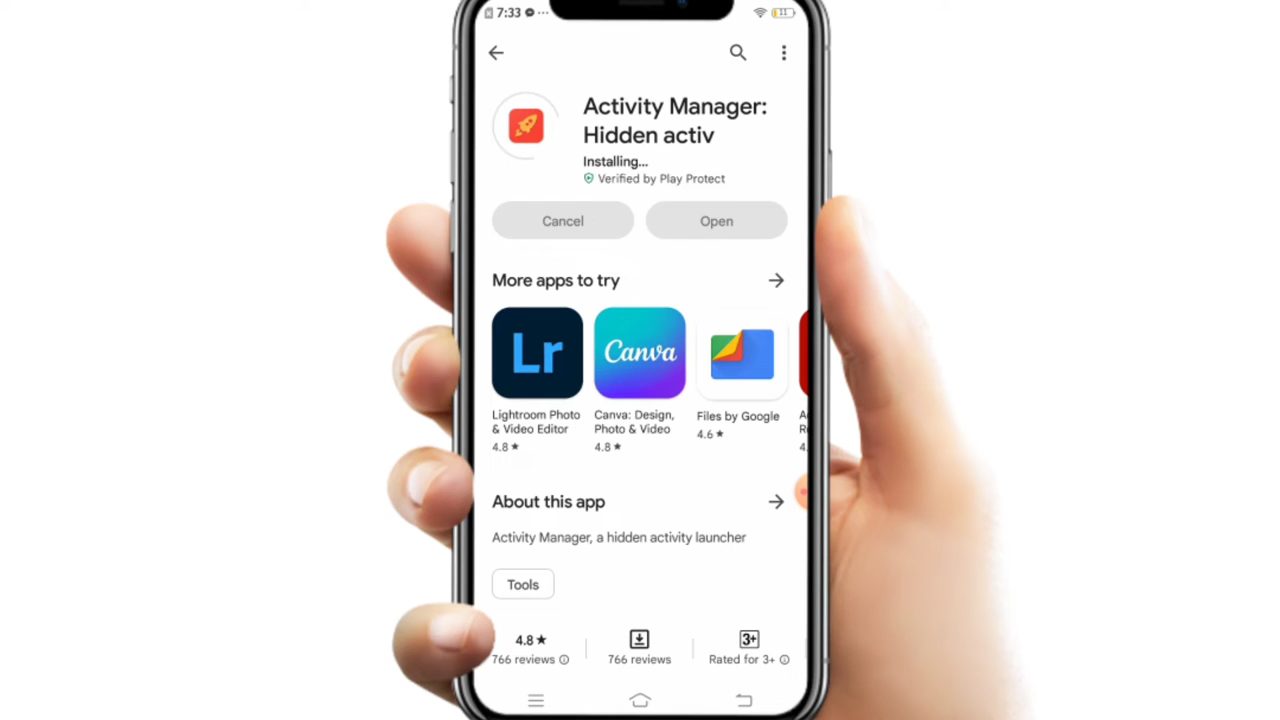 7:33
11
Activity Manager:
Hidden activ
Installing...
Verified by Play Protect
Cancel
Open
More apps to try
Lr
Canva
Lightroom Photo
& Video Editor
4.8 ★
Canva: Design,
Photo & Video
4.8 ★
Files by Google
4.6 ★
4.
About this app
Activity Manager, a hidden activity launcher
Tools
4.8 ★
766 reviews
766 reviews
3+
Rated for 3+